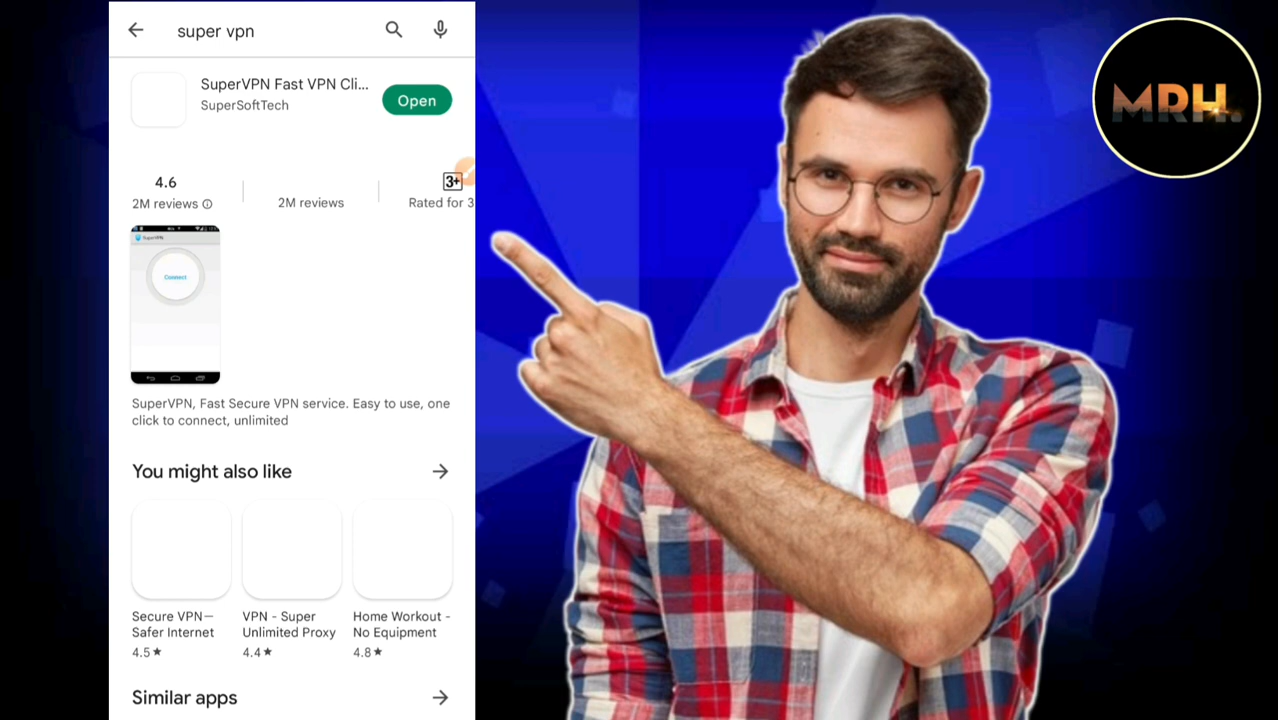 super vpn
SuperVPN Fast VPN Cli...
SuperSoftTech
Open
4.6
2M reviews
2M reviews
3+
Rated for 3
SuperVPN
Connect
SuperVPN, Fast Secure VPN service. Easy to use, one
click to connect, unlimited
You might also like
Secure VPN—
Safer Internet
4.5★
VPN - Super
Unlimited Proxy
4.4★
Home Workout -
No Equipment
4.8★
Similar apps
MRH.